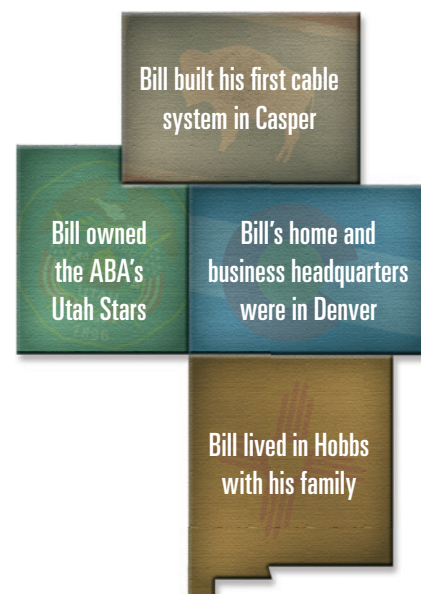 Bill built his first cable
system in Casper
Bill owned
the ABA's
Utah Stars
1896
Bill's home and
business headquarters
were in Denver
Bill lived in Hobbs
with his family